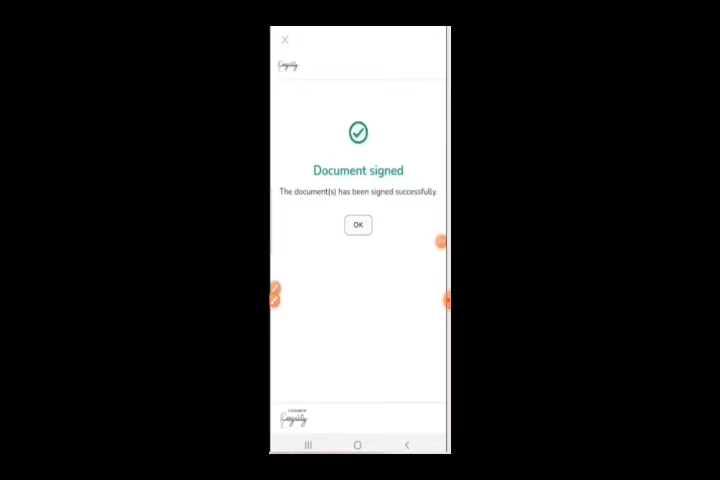 Document signed
The document(s) has been signed successfully.
OK